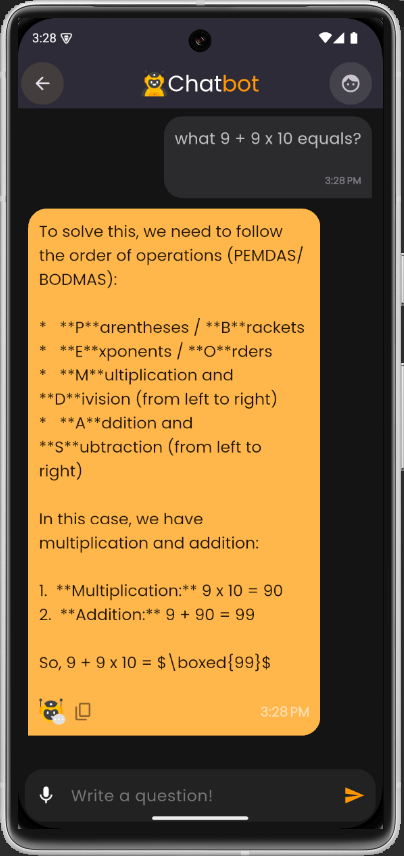 3:28
Chatbot
what 9 + 9 x 10 equals?
3:28 PM
To solve this, we need to follow
the order of operations (PEMDAS/
BODMAS):
*   **P**arentheses / **B**rackets
*   **E**xponents / **O**rders
*   **M**ultiplication and
**D**ivision (from left to right)
*   **A**ddition and
**S**ubtraction (from left to
right)
In this case, we have
multiplication and addition:
1.  **Multiplication:** 9 x 10 = 90
2.  **Addition:** 9 + 90 = 99
So, 9 + 9 x 10 = $\boxed{99}$
3:28 PM
Write a question!